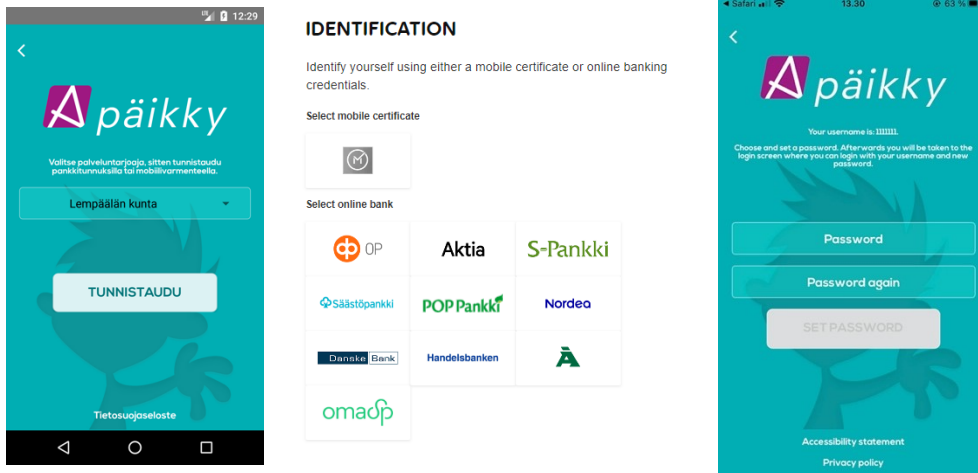 12:29
päikky
Valitse palveluntarjoaja, sitten tunnistaudu
pankkitunnuksilla tai mobiilivarmenteella.
Lempäälän kunta
TUNNISTAUDU
Tietosuojaseloste
IDENTIFICATION
Identify yourself using either a mobile certificate or online banking
credentials.
Select mobile certificate
M
Select online bank
OP
Aktia
S-Pankki
Säästöpankki
POP Pankki
Nordea
Danske Bank
Handelsbanken
Å
omasp
Safari
13.30
63 %
päikky
Your username is: 1111111.
Choose and set a password. Afterwards you will be taken to the
login screen where you can login with your username and new
password.
Password
Password again
SET PASSWORD
Accessibility statement
Privacy policy